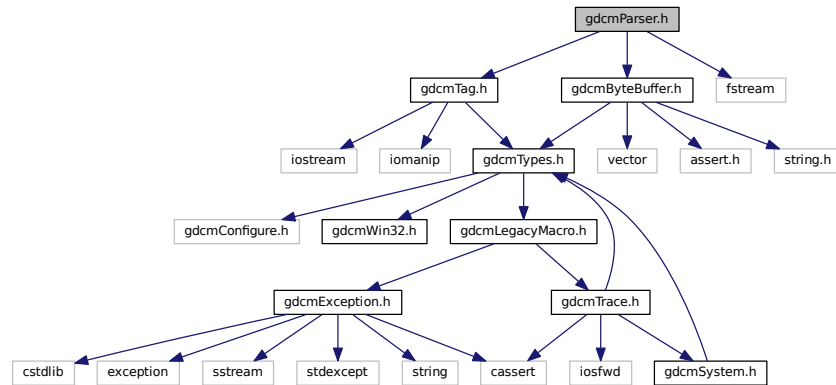 gdcmParser.h
gdcmTag.h
gdcmByteBuffer.h
fstream
iostream
iomanip
gdcmTypes.h
vector
assert.h
string.h
gdcmConfigure.h
gdcmWin32.h
gdcmLegacyMacro.h
gdcmException.h
gdcmTrace.h
cstdlib
exception
sstream
stdexcept
string
cassert
iosfwd
gdcmSystem.h